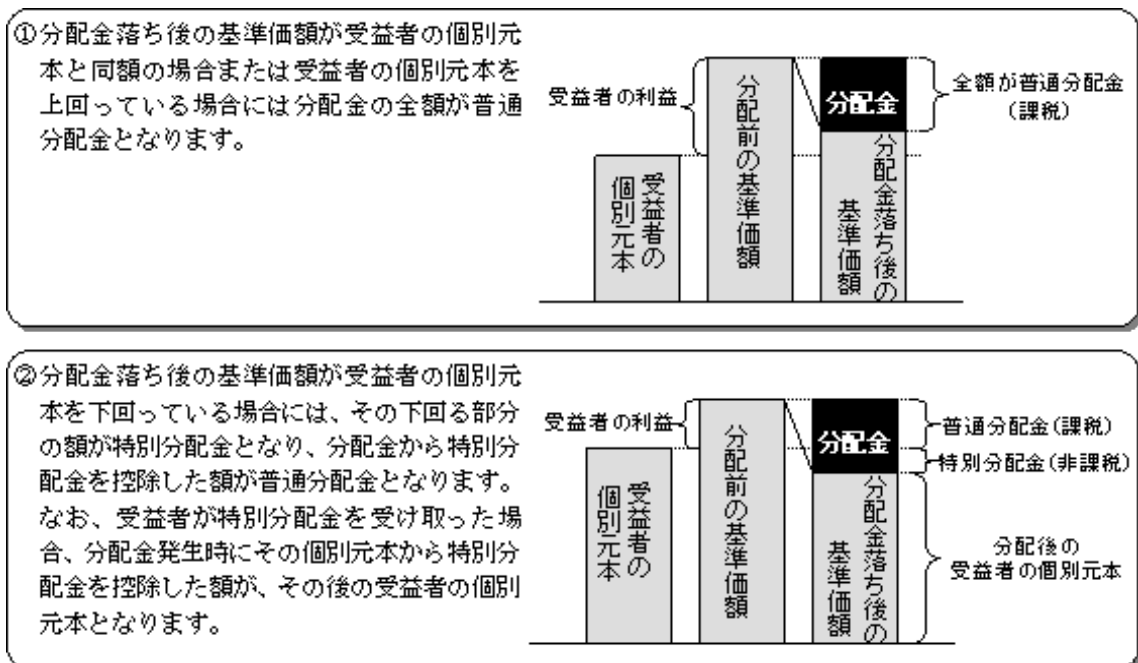 ①分配金落ち後の基準価額が受益者の個別元
本と同額の場合または受益者の個別元本を
上回っている場合には分配金の全額が普通
分配金となります。
受益者の利益
受益者の
個別元本
分配前の基準価額
分配金
分配金落ち後の
基準価額
全額が普通分配金
(課税)
②分配金落ち後の基準価額が受益者の個別元
本を下回っている場合には、その下回る部分
の額が特別分配金となり、分配金から特別分
配金を控除した額が普通分配金となります。
なお、受益者が特別分配金を受け取った場
合、分配金発生時にその個別元本から特別分
配金を控除した額が、その後の受益者の個別
元本となります。
受益者の利益
受益者の
個別元本
分配前の基準価額
分配金
分配金落ち後の
基準価額
普通分配金(課税)
特別分配金(非課税)
分配後の
受益者の個別元本